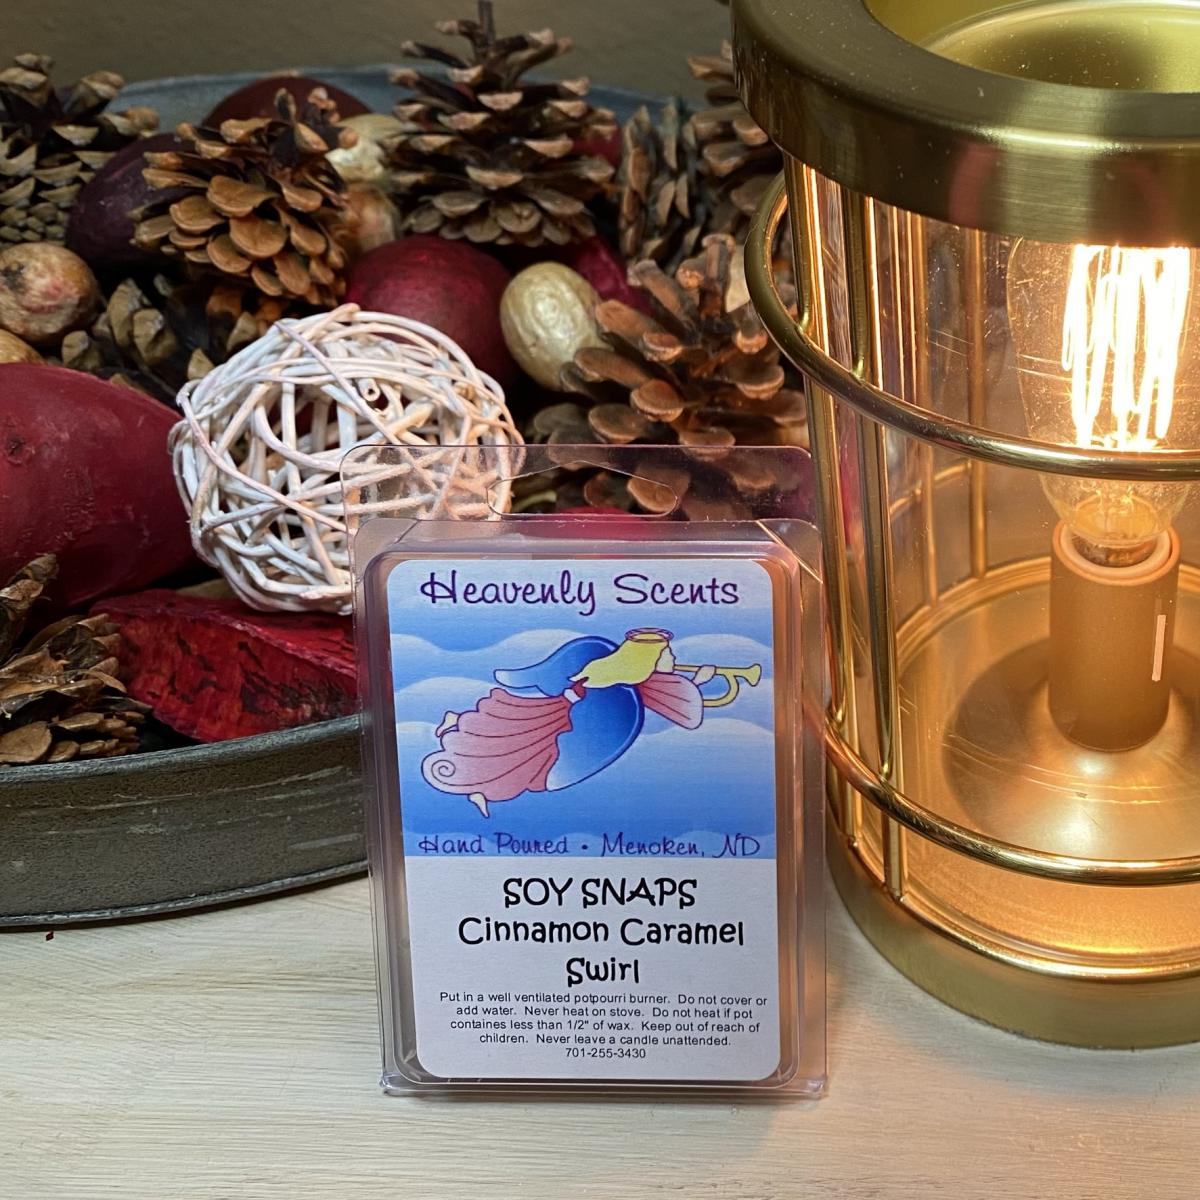 Heavenly Scents
Hand Poured • Menoken, ND
SOY SNAPS
Cinnamon Caramel
Swirl
Put in a well ventilated potpourri burner. Do not cover or
add water. Never heat on stove. Do not heat if pot
containes less than 1/2" of wax. Keep out of reach of
children. Never leave a candle unattended.
701-255-3430